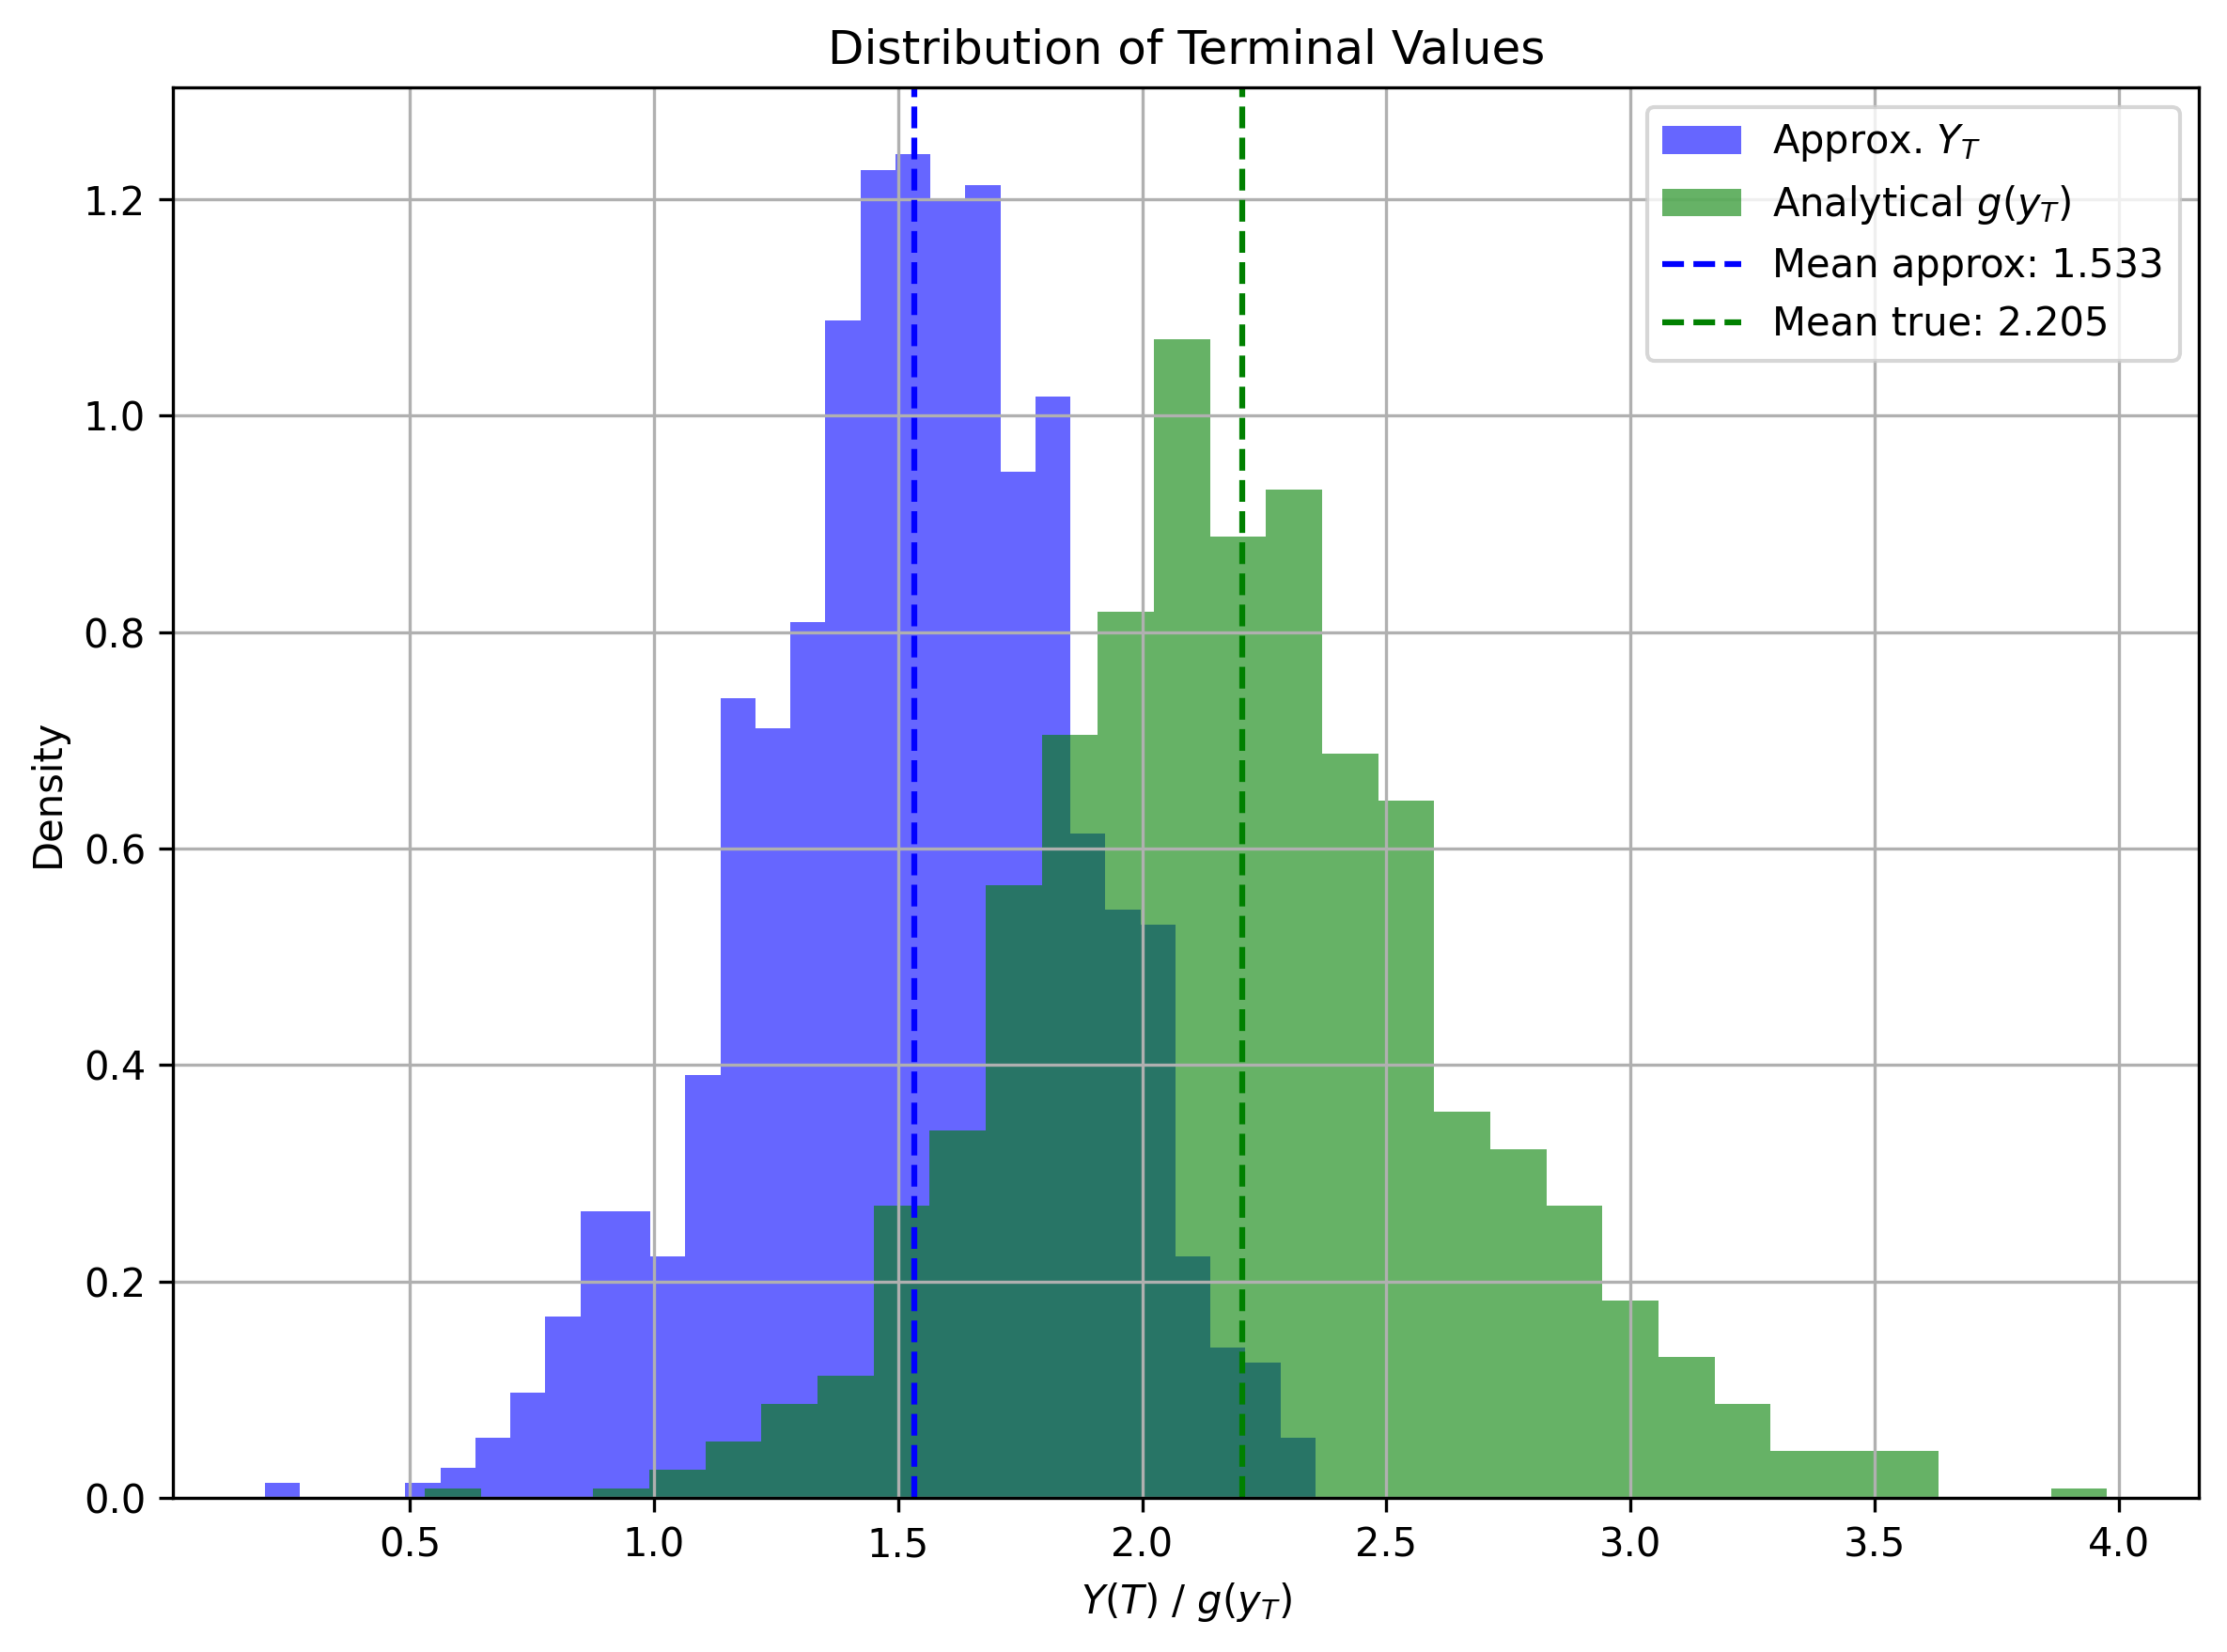 Distribution of Terminal Values
Approx. $Y_T$
Analytical $g(y_T)$
Mean approx: 1.533
Mean true: 2.205
1.2
1.0
0.8
0.6
0.4
0.2
0.0
Density
0.5 1.0 1.5 2.0 2.5 3.0 3.5 4.0
$Y(T)$ / $g(y_T)$